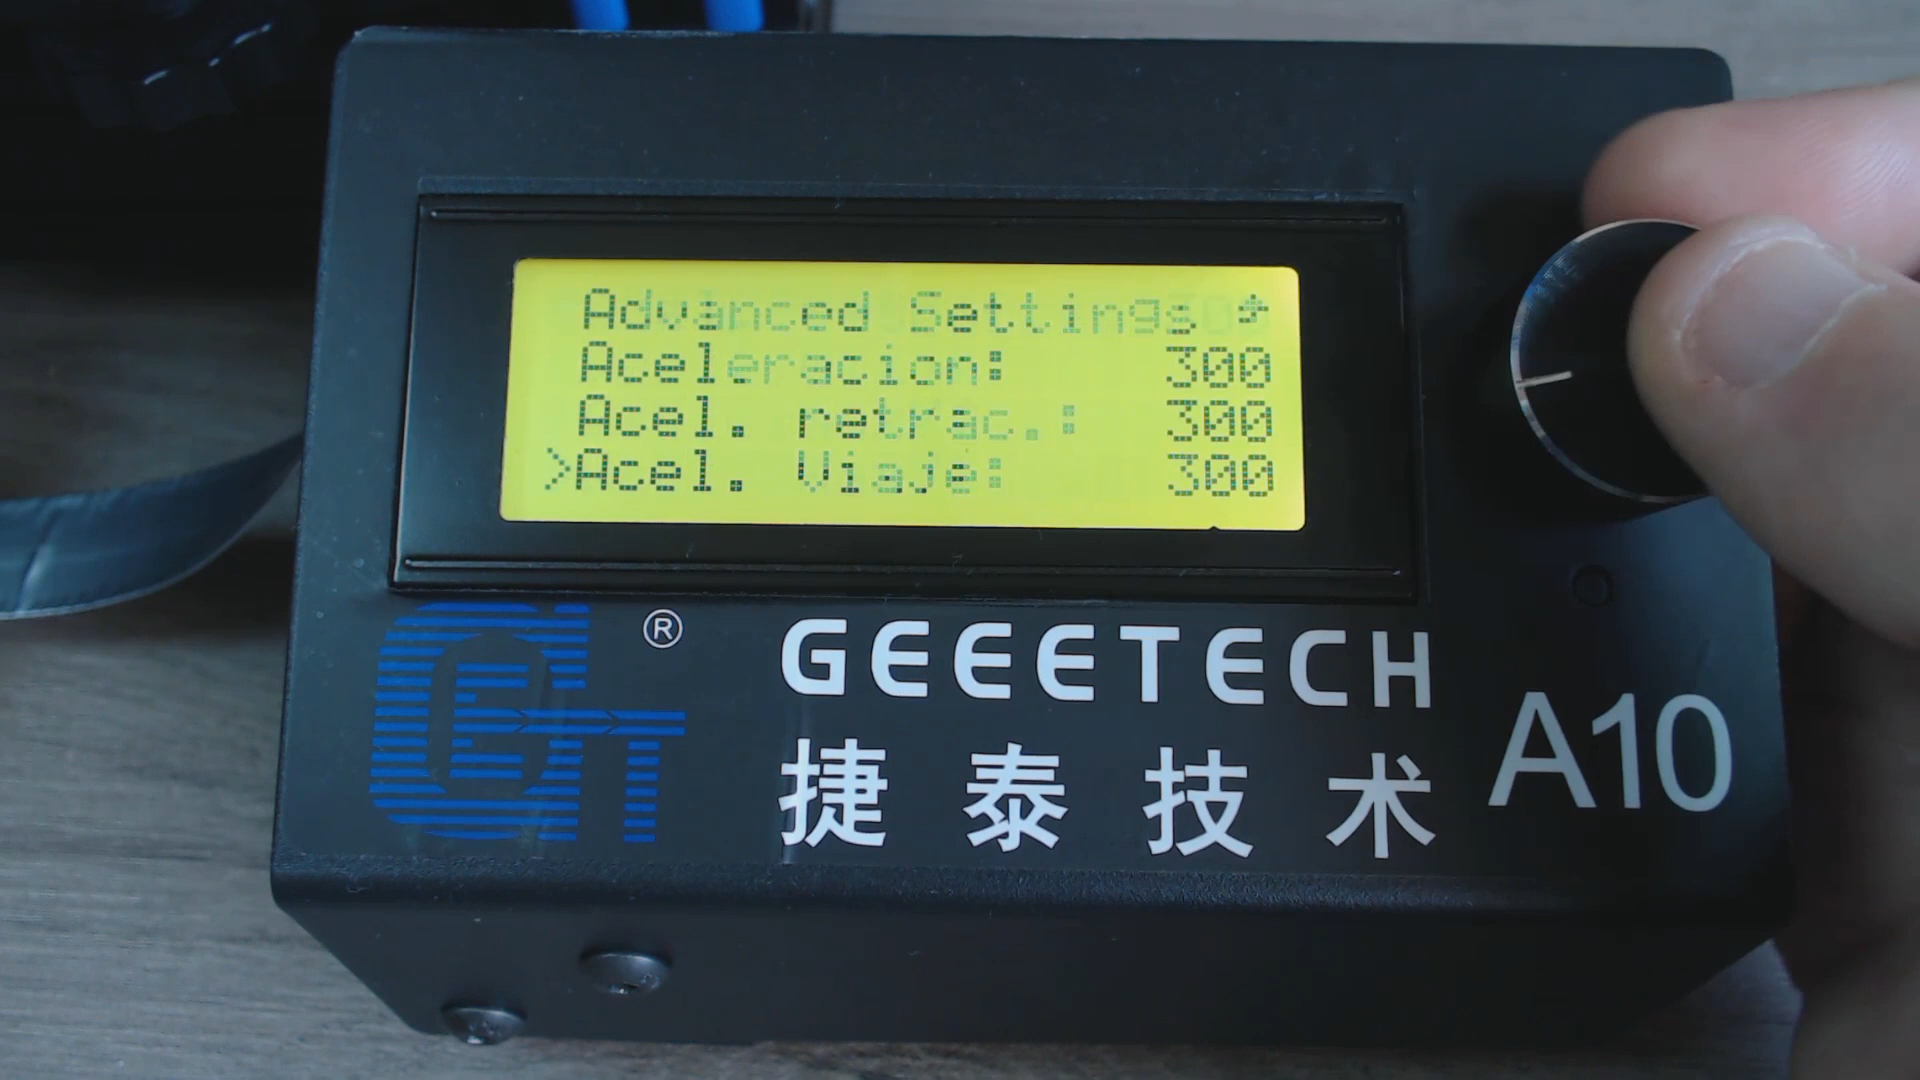 Advanced Settings
Aceleracion: 300
Acel. retrac.: 300
>Acel. Viaje: 300
®
GEEETECH
捷泰技术
A10